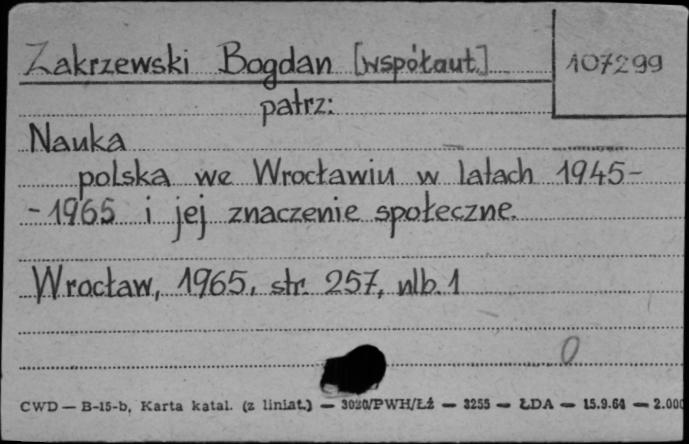 Zakrzewski Bogdan [współaut.] 107299
patrz:
Nauka
polska we Wrocławiu w latach 1945-
-1965 i jej znaczenie społeczne.
Wrocław, 1965, str. 257, nlb. 1
0
CWD — B-15-b, Karta katal. (z liniat.) — 3020/PWH/Łź — 3255 — ŁDA — 15.9.64 — 2.000